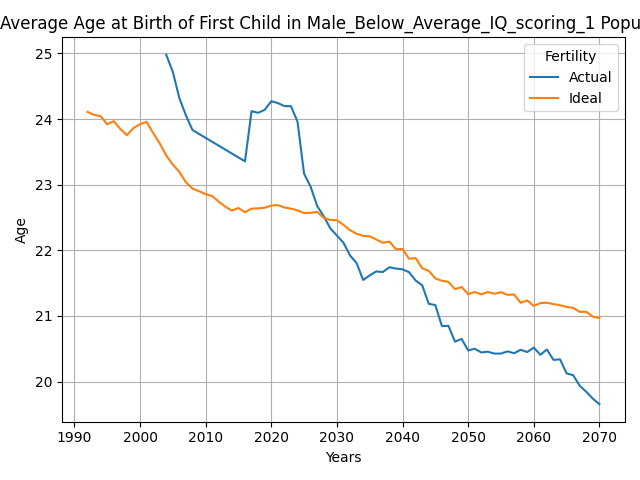 Average Age at Birth of First Child in Male_Below_Average_IQ_scoring_1 Popu
Fertility
Actual
Ideal
25
24
23
22
21
20
Age
1990 2000 2010 2020 2030 2040 2050 2060 2070
Years